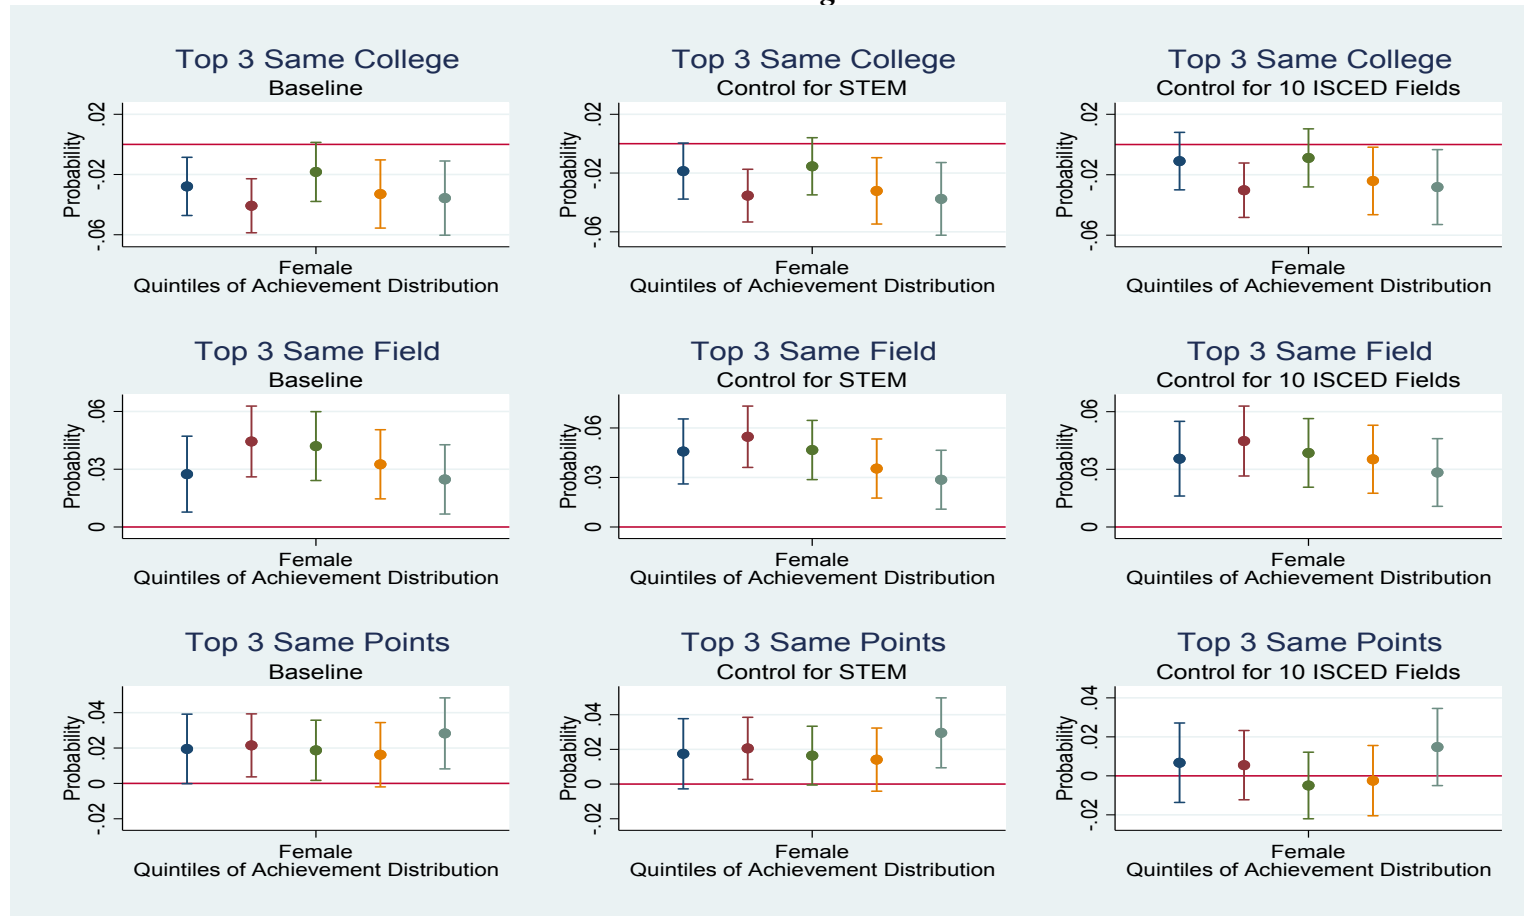 Top 3 Same College
Baseline
Probability
.02
-.02
-.06
Female
Quintiles of Achievement Distribution
Top 3 Same College
Control for STEM
Probability
.02
-.02
-.06
Female
Quintiles of Achievement Distribution
Top 3 Same College
Control for 10 ISCED Fields
Probability
.02
-.02
-.06
Female
Quintiles of Achievement Distribution
Top 3 Same Field
Baseline
Probability
.06
.03
0
Female
Quintiles of Achievement Distribution
Top 3 Same Field
Control for STEM
Probability
.06
.03
0
Female
Quintiles of Achievement Distribution
Top 3 Same Field
Control for 10 ISCED Fields
Probability
.06
.03
0
Female
Quintiles of Achievement Distribution
Top 3 Same Points
Baseline
Probability
.04
.02
0
-.02
Female
Quintiles of Achievement Distribution
Top 3 Same Points
Control for STEM
Probability
.04
.02
0
-.02
Female
Quintiles of Achievement Distribution
Top 3 Same Points
Control for 10 ISCED Fields
Probability
.04
.02
0
-.02
Female
Quintiles of Achievement Distribution